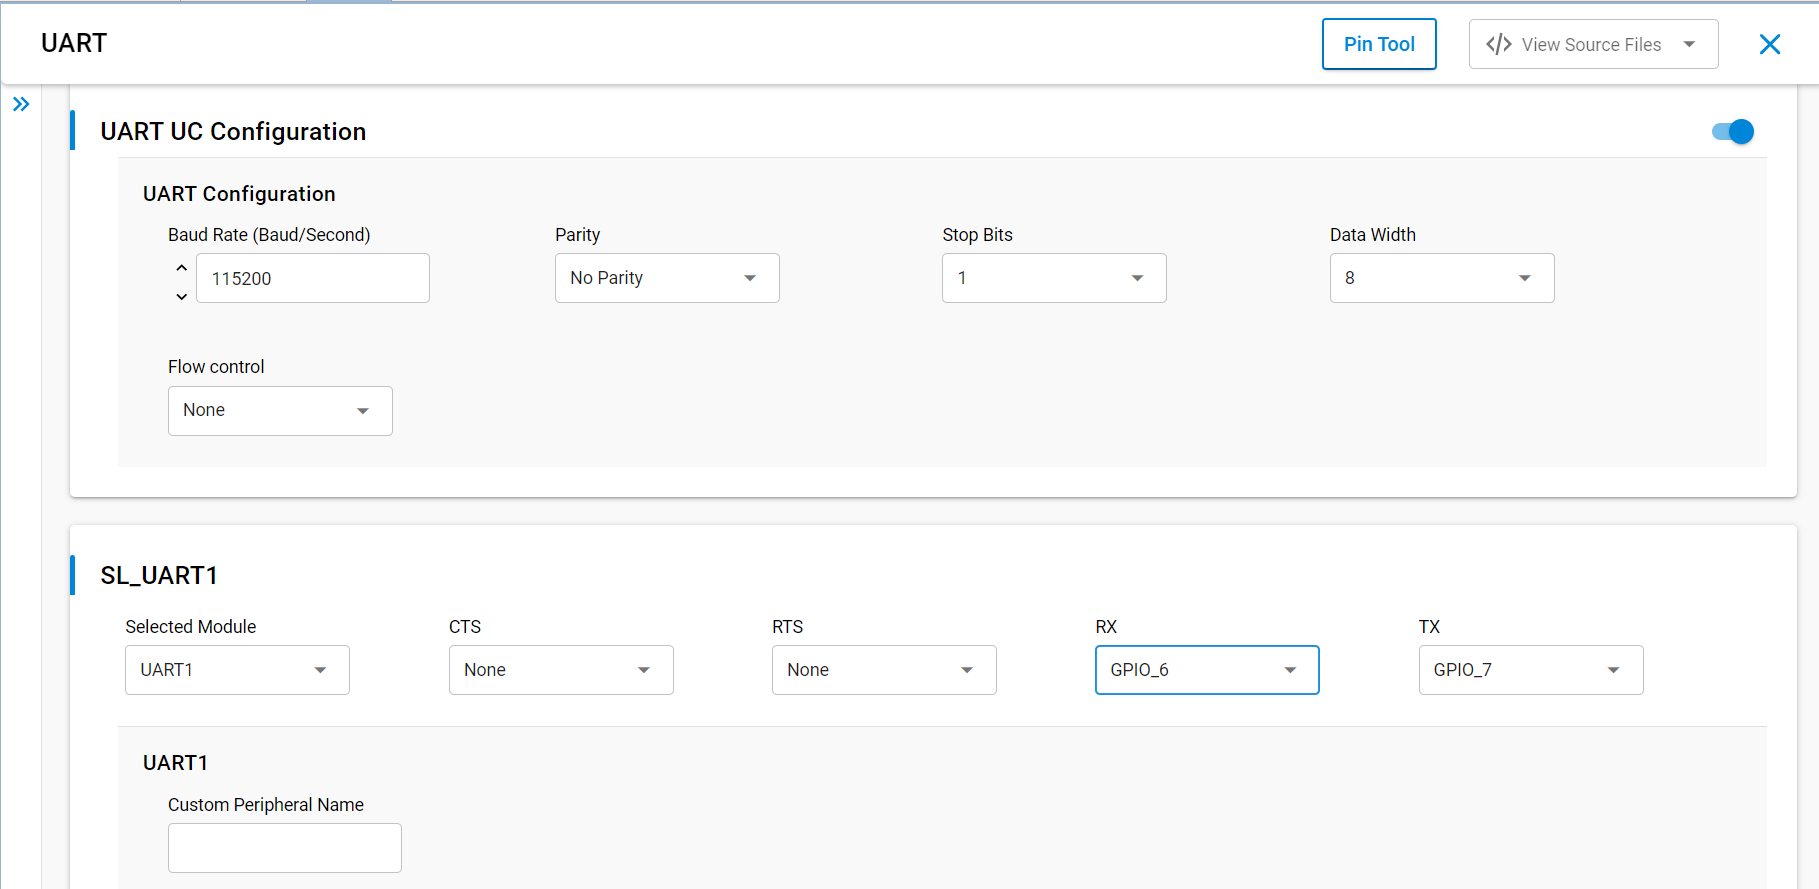 UART
Pin Tool
</> View Source Files
UART UC Configuration
UART Configuration
Baud Rate (Baud/Second) Parity Stop Bits Data Width
115200 No Parity 1 8
Flow control
None
SL_UART1
Selected Module CTS RTS RX TX
UART1 None None GPIO_6 GPIO_7
UART1
Custom Peripheral Name